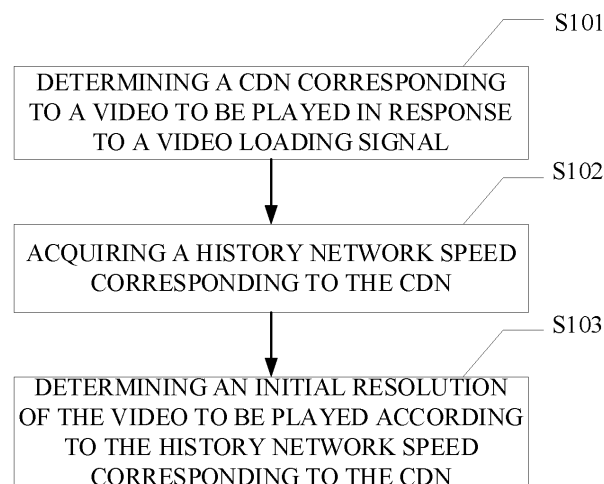 S101
DETERMINING A CDN CORRESPONDING
TO A VIDEO TO BE PLAYED IN RESPONSE
TO A VIDEO LOADING SIGNAL
S102
ACQUIRING A HISTORY NETWORK SPEED
CORRESPONDING TO THE CDN
S103
DETERMINING AN INITIAL RESOLUTION
OF THE VIDEO TO BE PLAYED ACCORDING
TO THE HISTORY NETWORK SPEED
CORRESPONDING TO THE CDN